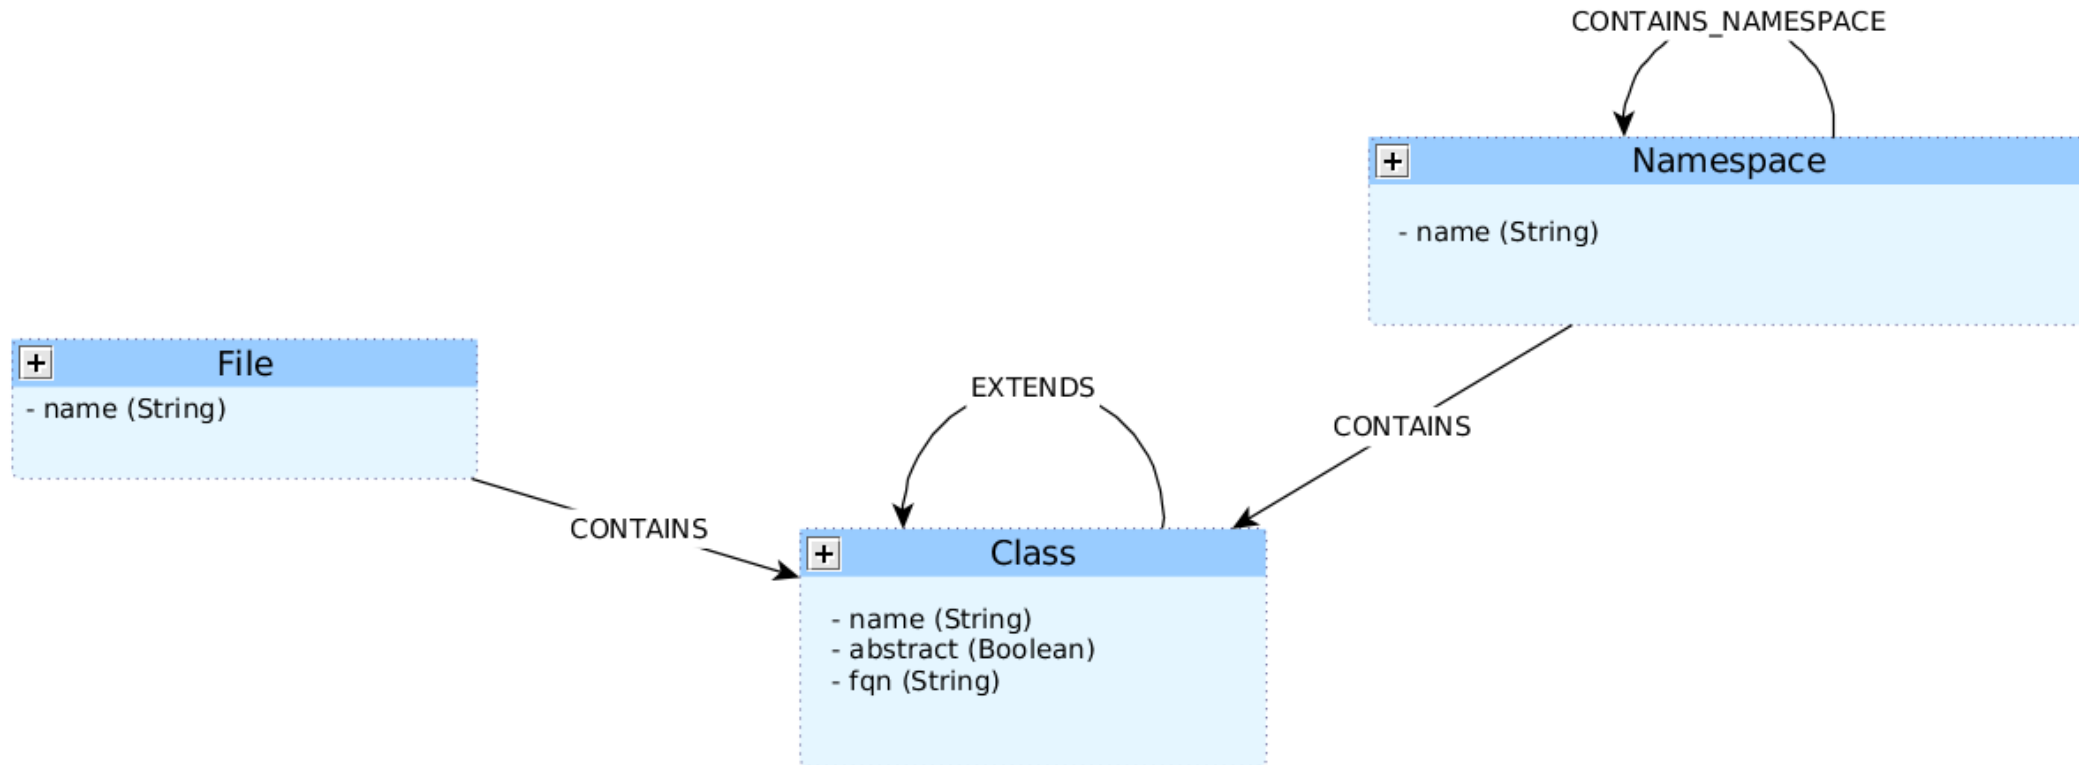 CONTAINS_NAMESPACE
Namespace
- name (String)
File
- name (String)
EXTENDS
CONTAINS
CONTAINS
Class
- name (String)
- abstract (Boolean)
- fqn (String)